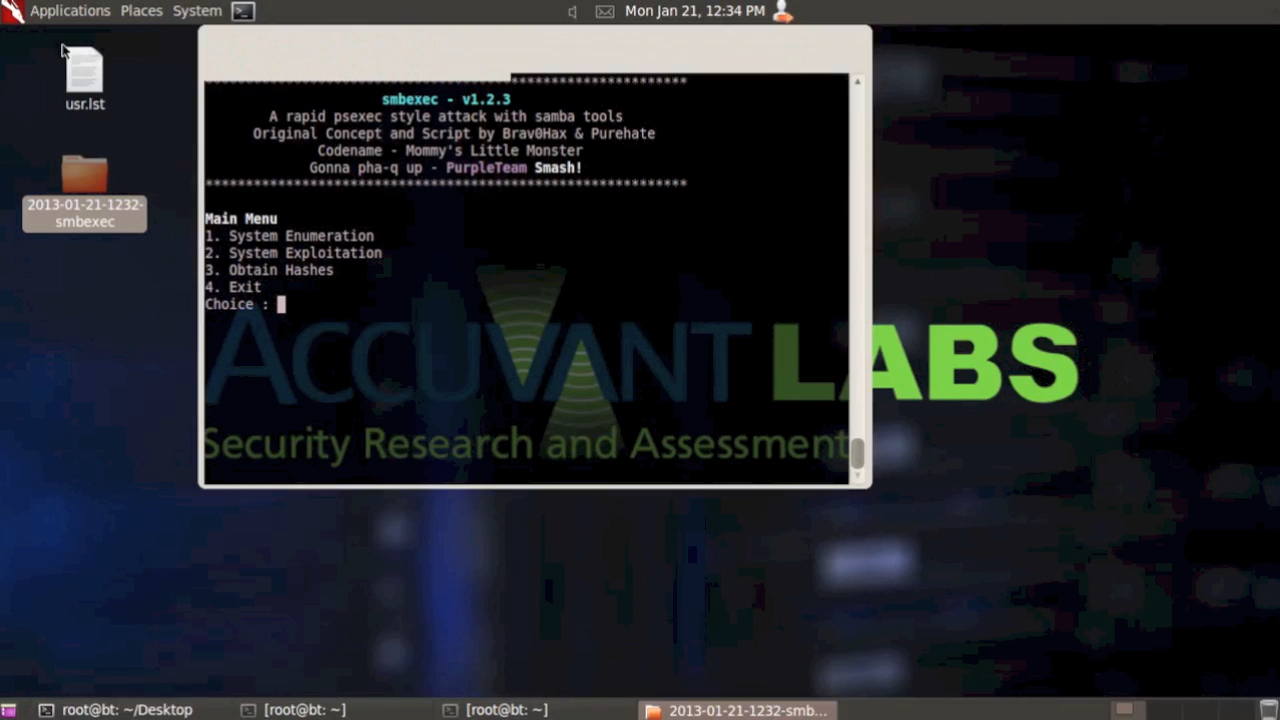 Applications Places System
Mon Jan 21, 12:34 PM
usr.lst
2013-01-21-1232-
smbexec
************************
smbexec - v1.2.3
A rapid psexec style attack with samba tools
Original Concept and Script by Brav0Hax & Purehate
Codename - Mommy's Little Monster
Gonna pha-q up - PurpleTeam Smash!
************************************************************
Main Menu
1. System Enumeration
2. System Exploitation
3. Obtain Hashes
4. Exit
Choice :
ACCUVANT LABS
Security Research and Assessment
root@bt: ~/Desktop
[root@bt: ~]
[root@bt: ~]
2013-01-21-1232-smb...